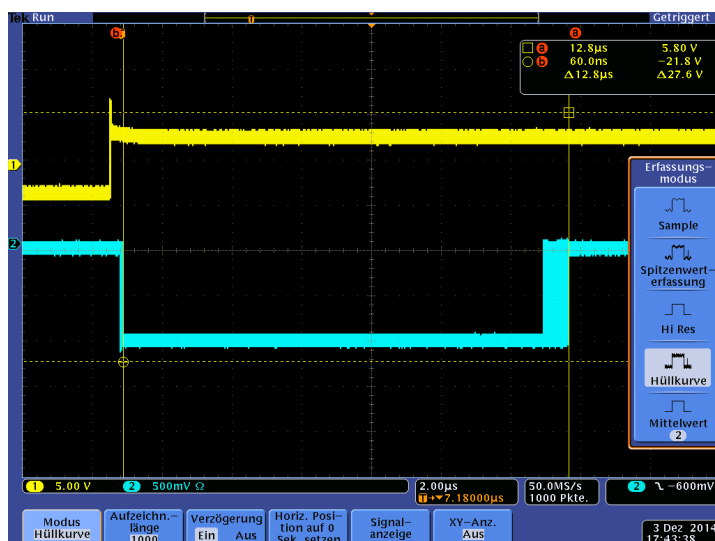 Tek Run
Getriggert
T
b
a
a 12.8µs 5.80 V
b 60.0ns −21.8 V
Δ12.8µs Δ27.6 V
1
2
Erfassungs−
modus
Sample
Spitzenwert−
erfassung
Hi Res
Hüllkurve
Mittelwert
2
1 5.00 V 2 500mV Ω
2.00µs
T→▼7.18000µs
50.0MS/s
1000 Pkte.
2 −600mV
Modus
Hüllkurve
Aufzeichn.−
länge
1000
Verzögerung
Ein Aus
Horiz. Posi−
tion auf 0
Sek. setzen
Signal−
anzeige
XY−Anz.
Aus
3 Dez 2014
17:43:38